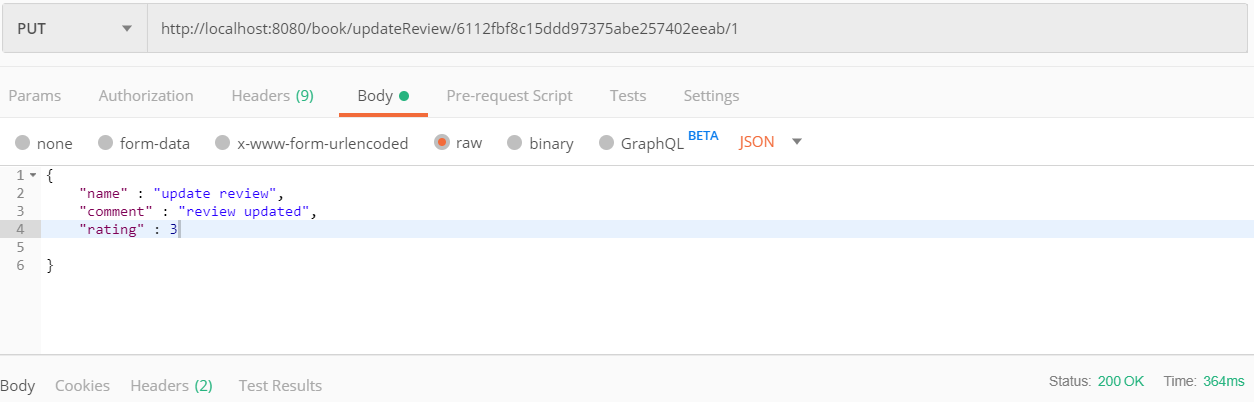 PUT http://localhost:8080/book/updateReview/6112fbf8c15ddd97375abe257402eeab/1
Params Authorization Headers (9) Body Pre-request Script Tests Settings
none form-data x-www-form-urlencoded raw binary GraphQL BETA JSON
1 {
2 "name" : "update review",
3 "comment" : "review updated",
4 "rating" : 3
5
6 }
Body Cookies Headers (2) Test Results Status: 200 OK Time: 364ms